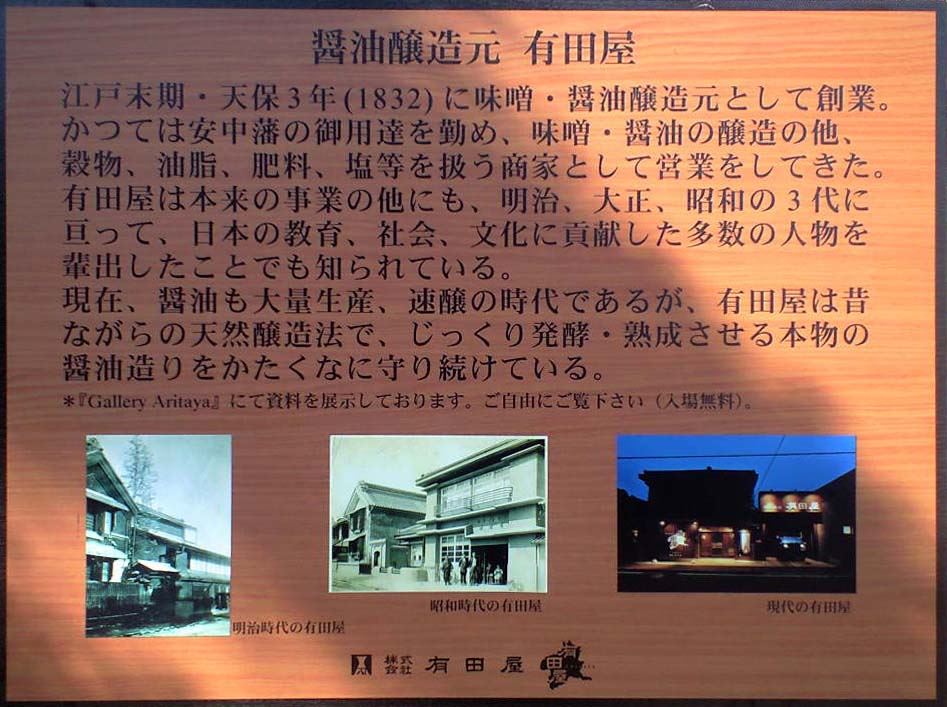 醤油醸造元 有田屋
江戸末期・天保3年(1832)に味噌・醤油醸造元として創業。
かつては安中藩の御用達を勤め、味噌・醤油の醸造の他、
穀物、油脂、肥料、塩等を扱う商家として営業をしてきた。
有田屋は本来の事業の他にも、明治、大正、昭和の3代に
亘って、日本の教育、社会、文化に貢献した多数の人物を
輩出したことでも知られている。
現在、醤油も大量生産、速醸の時代であるが、有田屋は昔
ながらの天然醸造法で、じっくり発酵・熟成させる本物の
醤油造りをかたくなに守り続けている。
*『Gallery Aritaya』にて資料を展示しております。ご自由にご覧下さい（入場無料）。
有田屋
明治時代の有田屋
昭和時代の有田屋
現代の有田屋
株式会社 有田屋